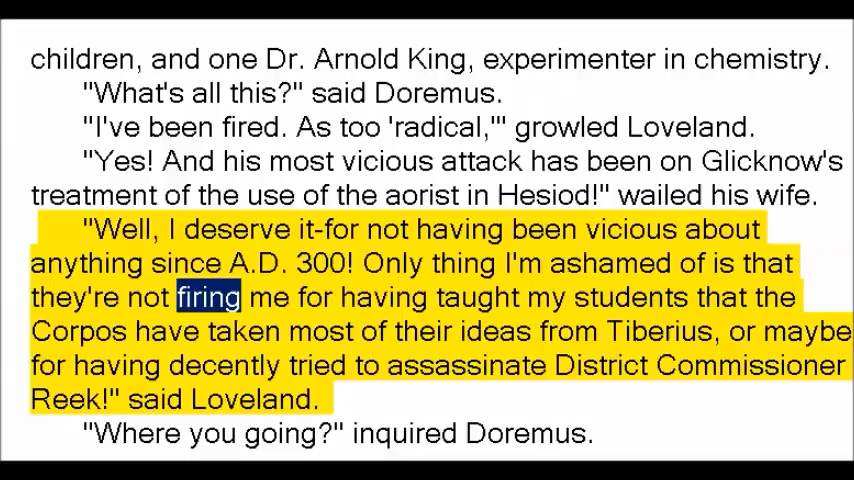 children, and one Dr. Arnold King, experimenter in chemistry.
"What's all this?" said Doremus.
"I've been fired. As too 'radical,'" growled Loveland.
"Yes! And his most vicious attack has been on Glicknow's
treatment of the use of the aorist in Hesiod!" wailed his wife.
"Well, I deserve it-for not having been vicious about
anything since A.D. 300! Only thing I'm ashamed of is that
they're not firing me for having taught my students that the
Corpos have taken most of their ideas from Tiberius, or maybe
for having decently tried to assassinate District Commissioner
Reek!" said Loveland.
"Where you going?" inquired Doremus.